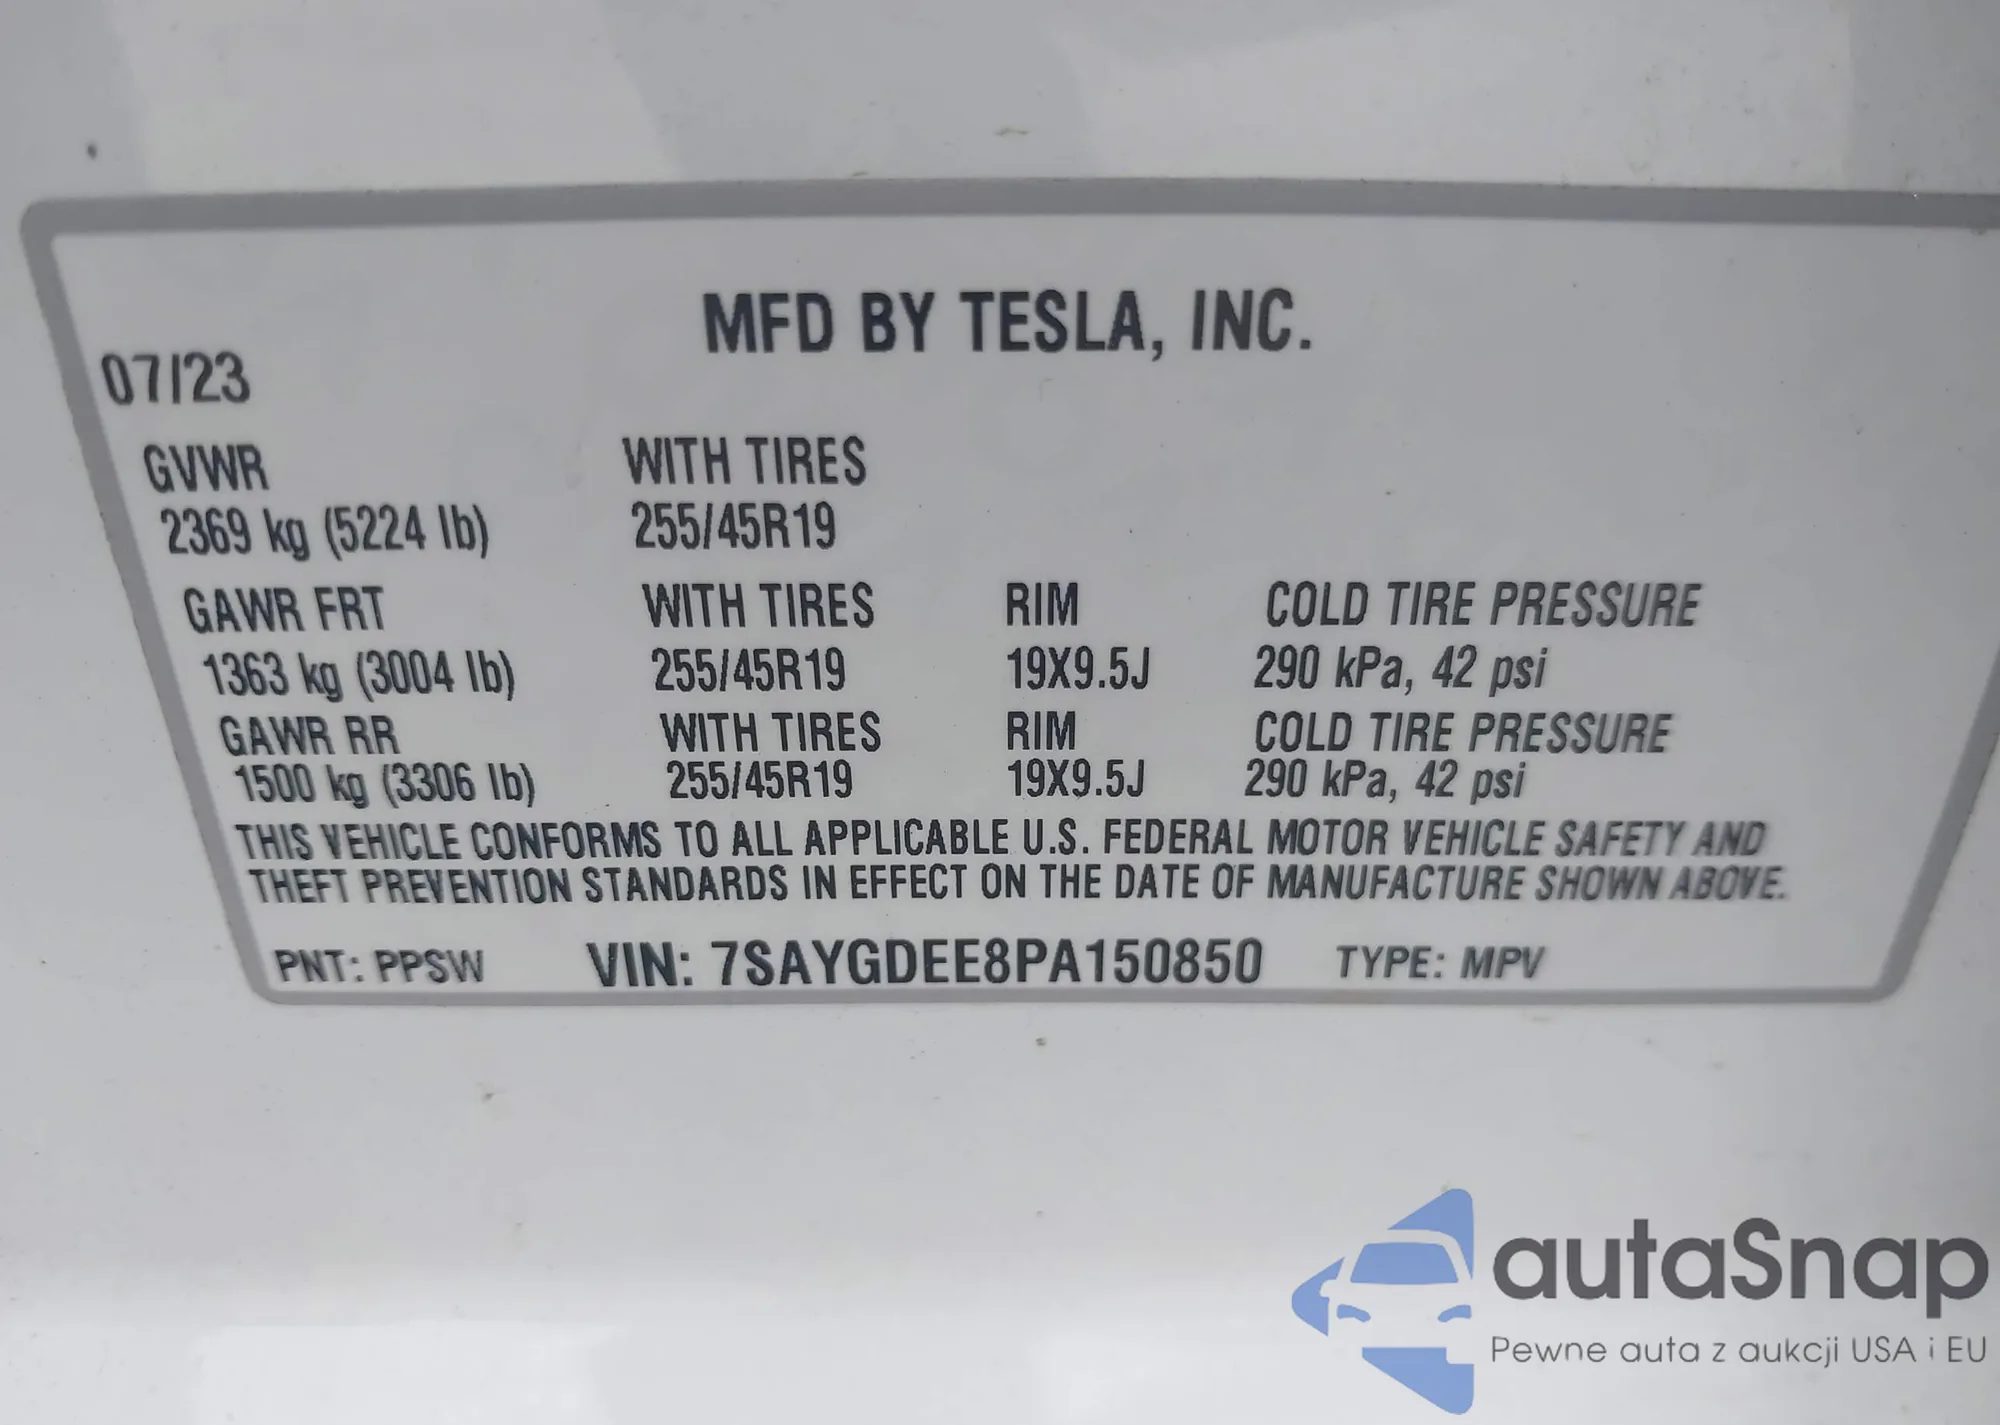 MFD BY TESLA, INC.
07/23
GVWR WITH TIRES
2369 kg (5224 lb) 255/45R19
GAWR FRT WITH TIRES RIM COLD TIRE PRESSURE
1363 kg (3004 lb) 255/45R19 19X9.5J 290 kPa, 42 psi
GAWR RR WITH TIRES RIM COLD TIRE PRESSURE
1500 kg (3306 lb) 255/45R19 19X9.5J 290 kPa, 42 psi
THIS VEHICLE CONFORMS TO ALL APPLICABLE U.S. FEDERAL MOTOR VEHICLE SAFETY AND
THEFT PREVENTION STANDARDS IN EFFECT ON THE DATE OF MANUFACTURE SHOWN ABOVE.
PNT: PPSW VIN: 7SAYGDEE8PA150850 TYPE: MPV
autaSnap
Pewne auta z aukcji USA i EU